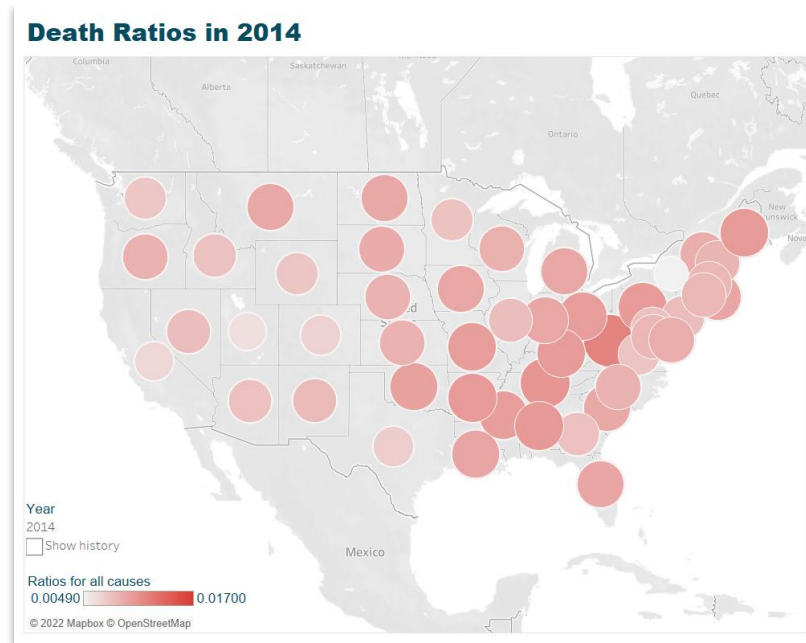 Death Ratios in 2014
Columbia
Saskatchewan
Alberta
Quebec
Ontario
New
Nova
Mexico
Year
2014
Show history
Ratios for all causes
0.00490 0.01700
© 2022 Mapbox © OpenStreetMap